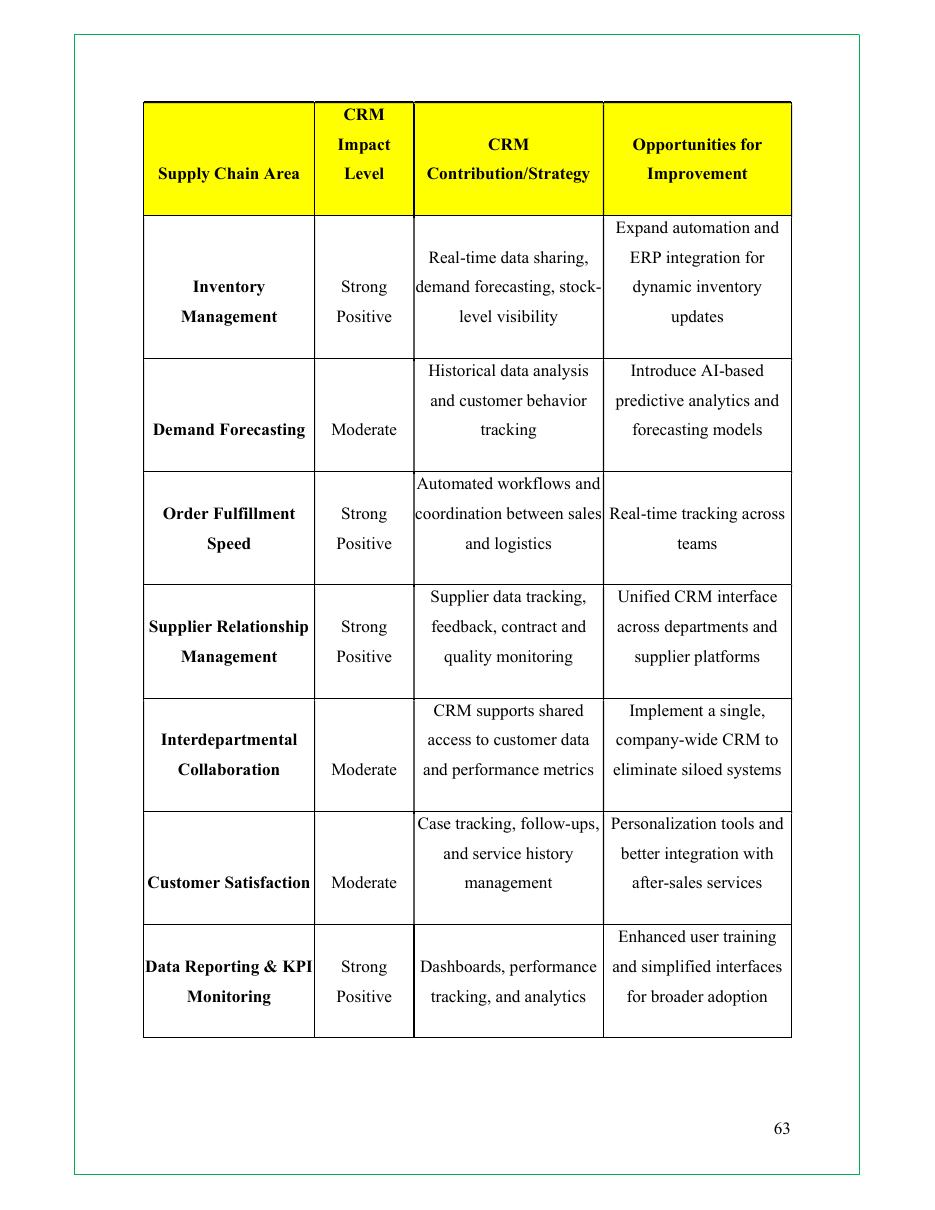 Supply Chain Area
CRM
Impact
Level
CRM
Contribution/Strategy
Opportunities for
Improvement
Inventory
Management
Strong
Positive
Real-time data sharing,
demand forecasting, stock-
level visibility
Expand automation and
ERP integration for
dynamic inventory
updates
Demand Forecasting
Moderate
Historical data analysis
and customer behavior
tracking
Introduce AI-based
predictive analytics and
forecasting models
Order Fulfillment
Speed
Strong
Positive
Automated workflows and
coordination between sales
and logistics
Real-time tracking across
teams
Supplier Relationship
Management
Strong
Positive
Supplier data tracking,
feedback, contract and
quality monitoring
Unified CRM interface
across departments and
supplier platforms
Interdepartmental
Collaboration
Moderate
CRM supports shared
access to customer data
and performance metrics
Implement a single,
company-wide CRM to
eliminate siloed systems
Customer Satisfaction
Moderate
Case tracking, follow-ups,
and service history
management
Personalization tools and
better integration with
after-sales services
Data Reporting & KPI
Monitoring
Strong
Positive
Dashboards, performance
tracking, and analytics
Enhanced user training
and simplified interfaces
for broader adoption
63